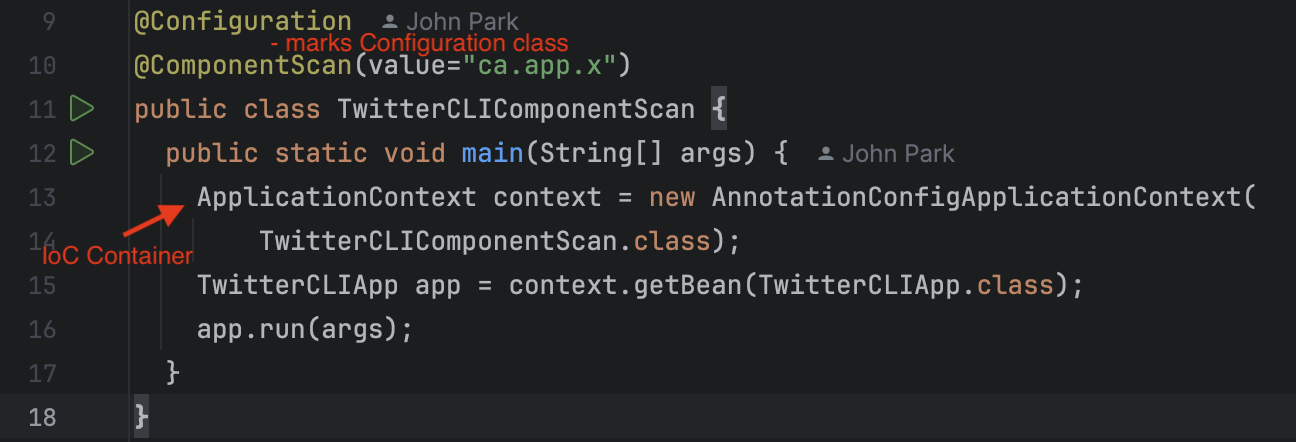 9 @Configuration John Park
- marks Configuration class
10 @ComponentScan(value="ca.app.x")
11 public class TwitterCLIComponentScan {
12 public static void main(String[] args) { John Park
13 ApplicationContext context = new AnnotationConfigApplicationContext(
14 TwitterCLIComponentScan.class);
IoC Container
15 TwitterCLIApp app = context.getBean(TwitterCLIApp.class);
16 app.run(args);
17 }
18 }